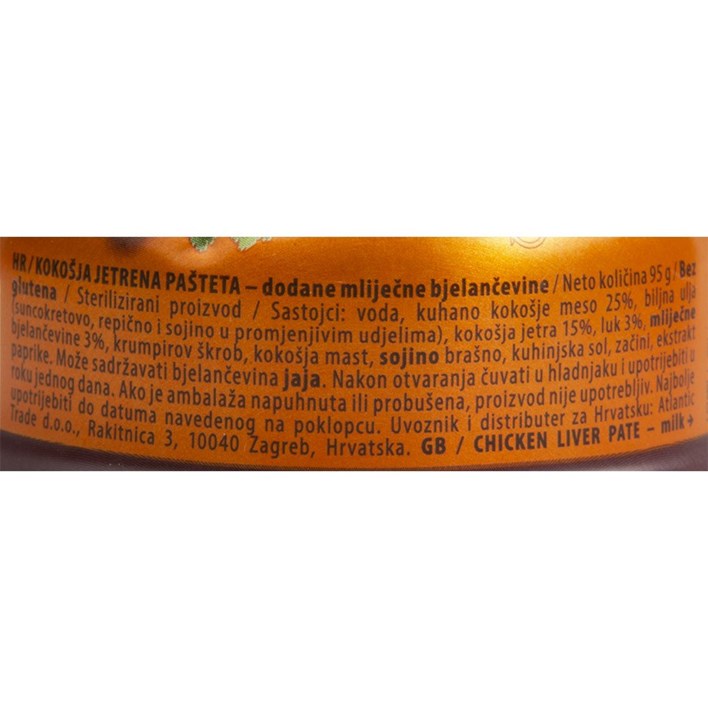 HR / KOKOŠJA JETRENA PAŠTETA – dodane mliječne bjelančevine / Neto količina 95 g / Bez
glutena / Sterilizirani proizvod / Sastojci: voda, kuhano kokošje meso 25%, biljna ulja
(suncokretovo, repično i sojino u promjenjivim udjelima), kokošja jetra 15%, luk 3%, mliječne
bjelančevine 3%, krumpirov škrob, kokošja mast, sojino brašno, kuhinjska sol, začini, ekstrakt
paprike. Može sadržavati bjelančevina jaja. Nakon otvaranja čuvati u hladnjaku i upotrijebiti u
roku jednog dana. Ako je ambalaža napuhnuta ili probušena, proizvod nije upotrebljiv. Najbolje
upotrijebiti do datuma navedenog na poklopcu. Uvoznik i distributer za Hrvatsku: Atlantic
Trade d.o.o., Rakitnica 3, 10040 Zagreb, Hrvatska. GB / CHICKEN LIVER PATE – milk→